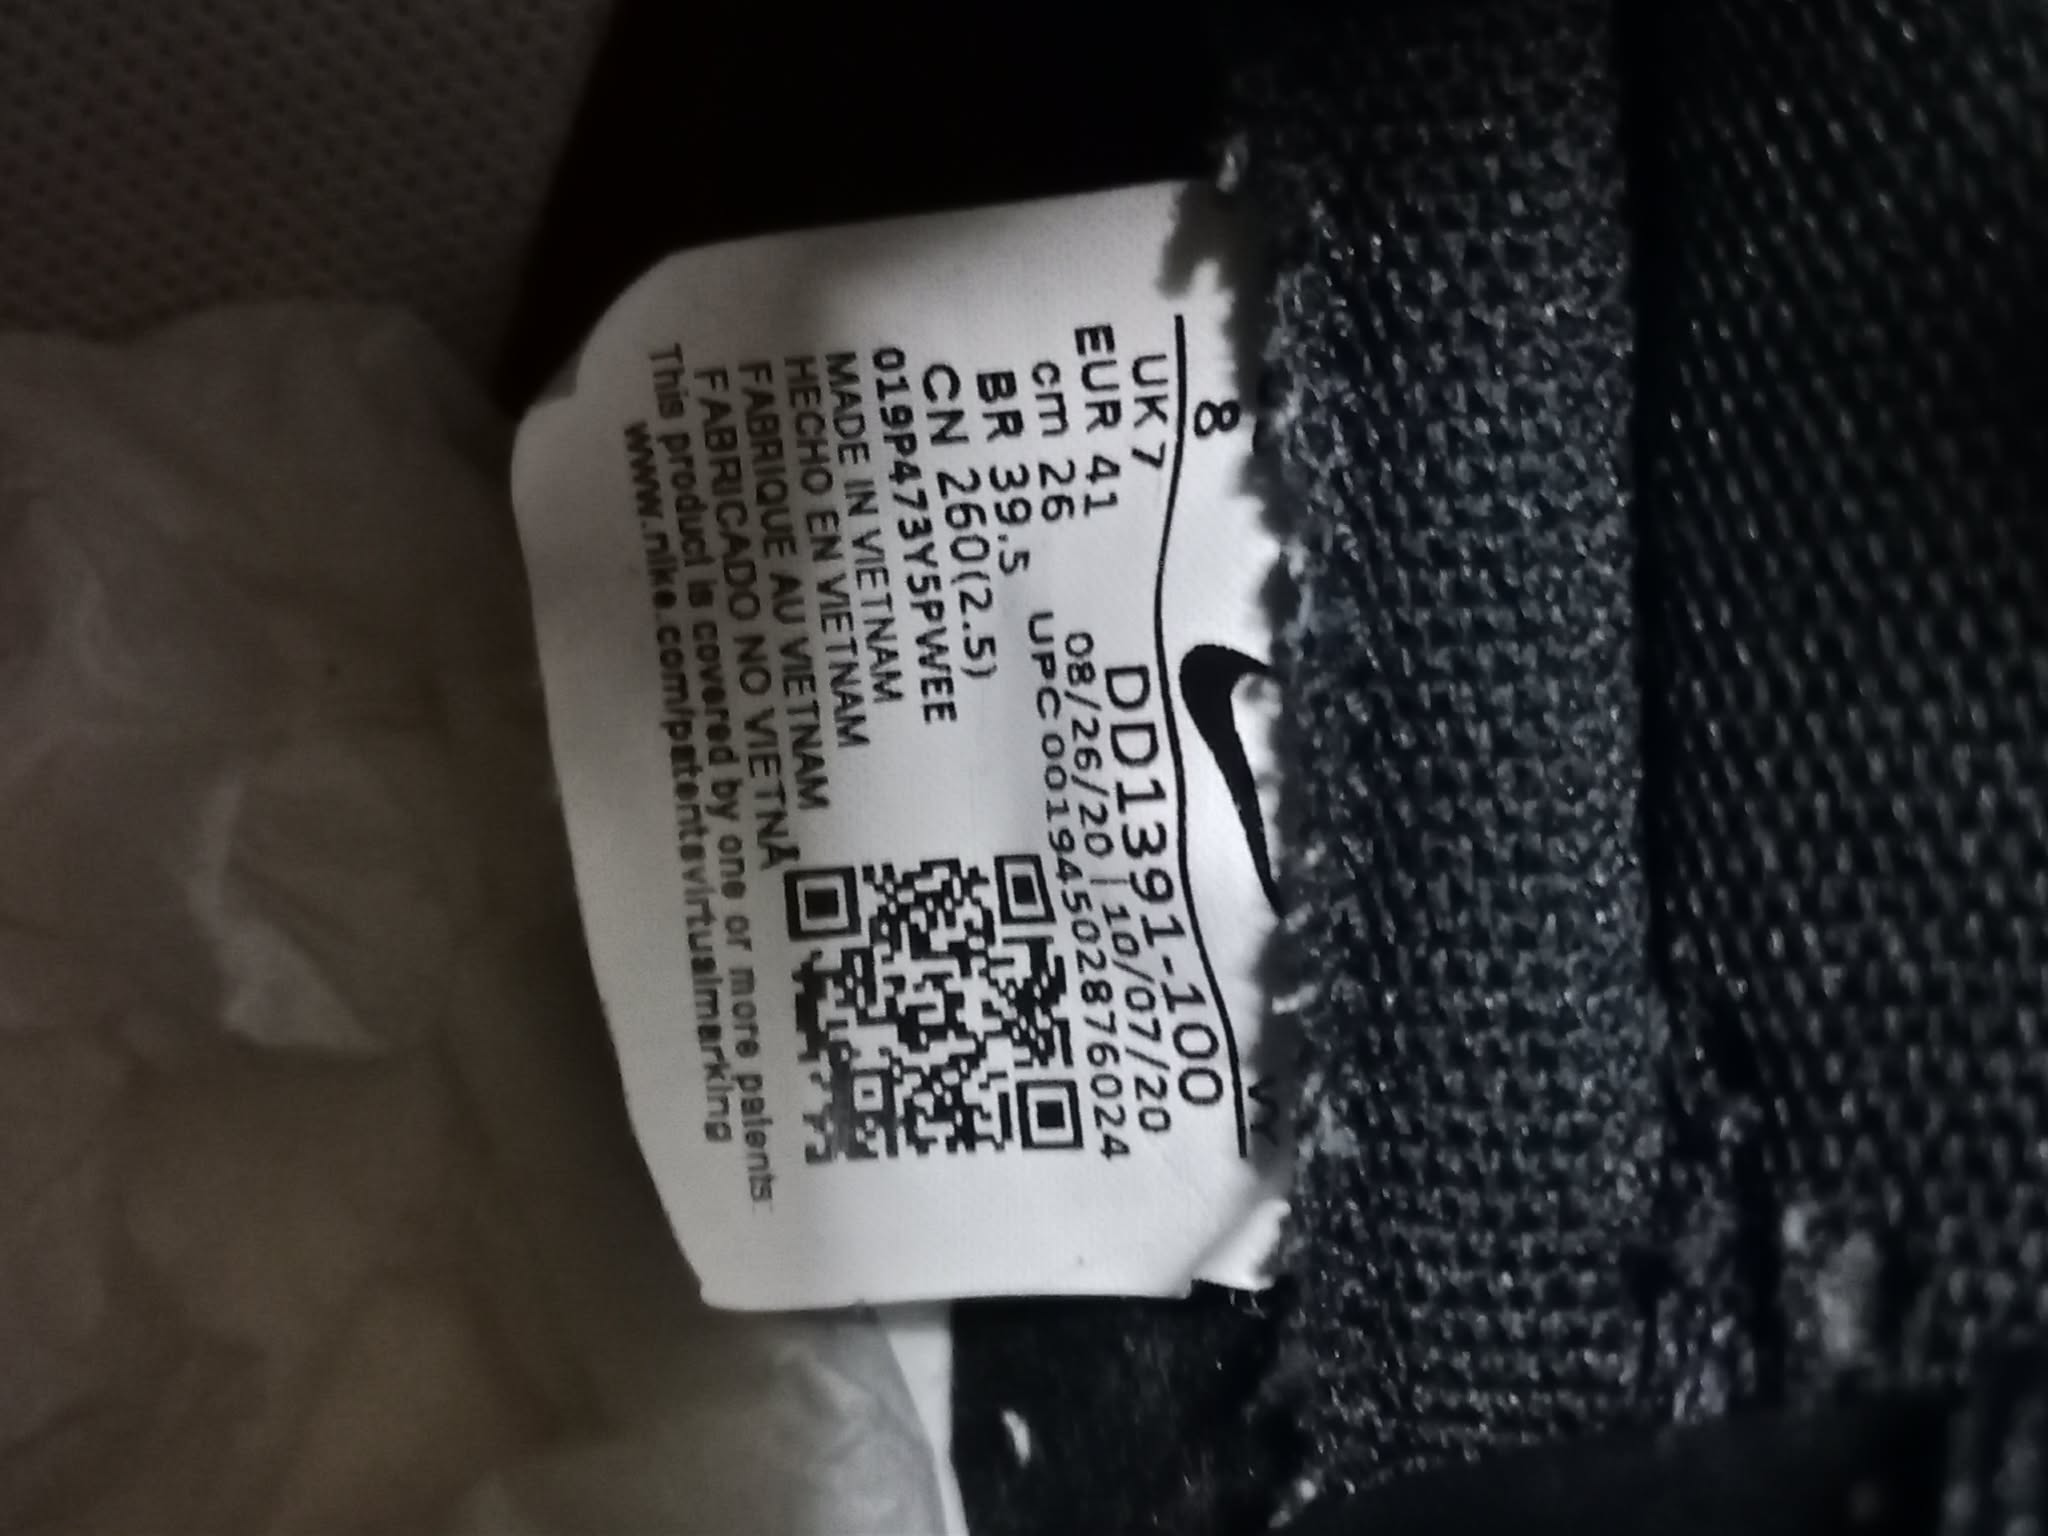 8
UK 7
EUR 41
cm 26
BR 39.5
CN 260(2.5)
019P473Y5PWEE
DD1391-100
08/26/20 | 10/07/20
UPC 00194502876024
MADE IN VIETNAM
HECHO EN VIETNAM
FABRIQUE AU VIETNAM
FABRICADO NO VIETNÃ
This product is covered by one or more patents:
www.nike.com/patentsvirtualmarking